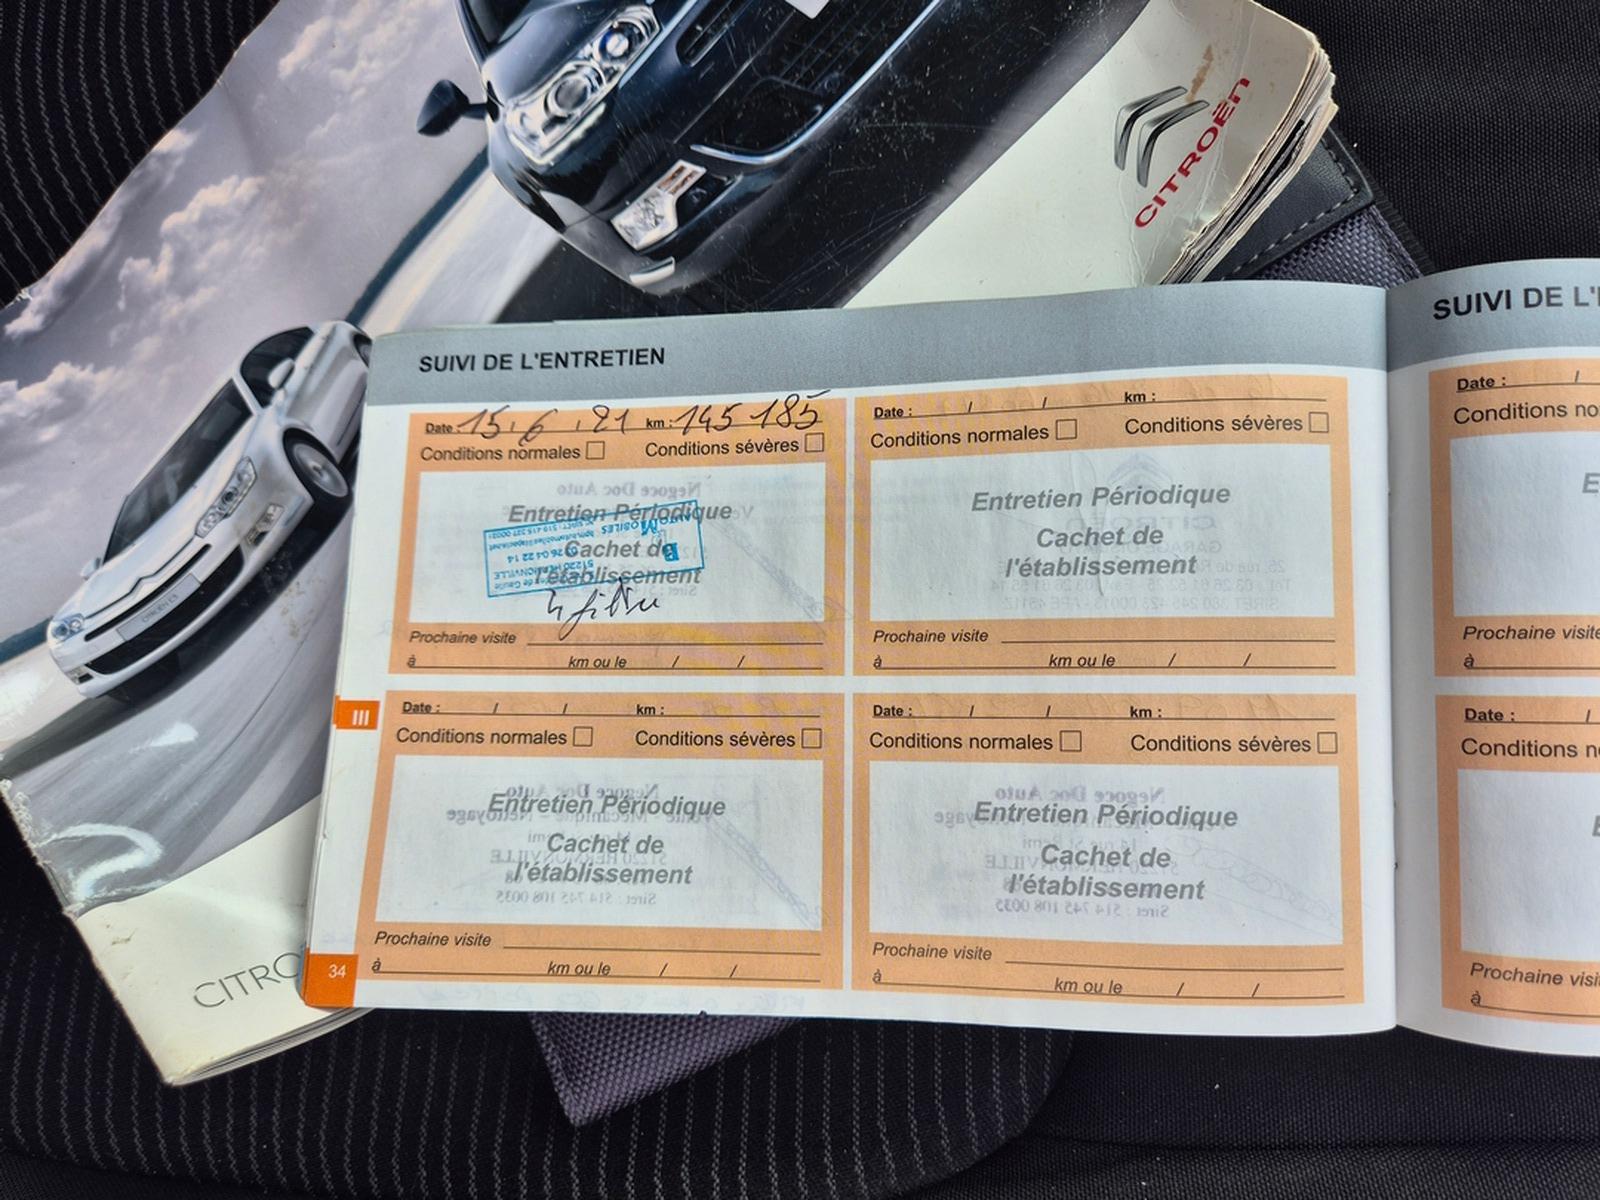 CITROËN
SUIVI DE L'ENTRETIEN
Date : 15 / 6 / 21 km : 145 185
Conditions normales Conditions sévères
Entretien Périodique
Cachet de
l'établissement
4 filtres
Prochaine visite
à km ou le / /
Date : / / km :
Conditions normales Conditions sévères
Entretien Périodique
Cachet de
l'établissement
Prochaine visite
à km ou le / /
III
Date : / / km :
Conditions normales Conditions sévères
Entretien Périodique
Cachet de
l'établissement
Prochaine visite
à km ou le / /
34
Date : / / km :
Conditions normales Conditions sévères
Entretien Périodique
Cachet de
l'établissement
Prochaine visite
à km ou le / /
SUIVI DE L'
Date : /
Conditions no
E
Prochaine visite
à
Date : /
Conditions n
E
Prochaine visi
à
CITRO